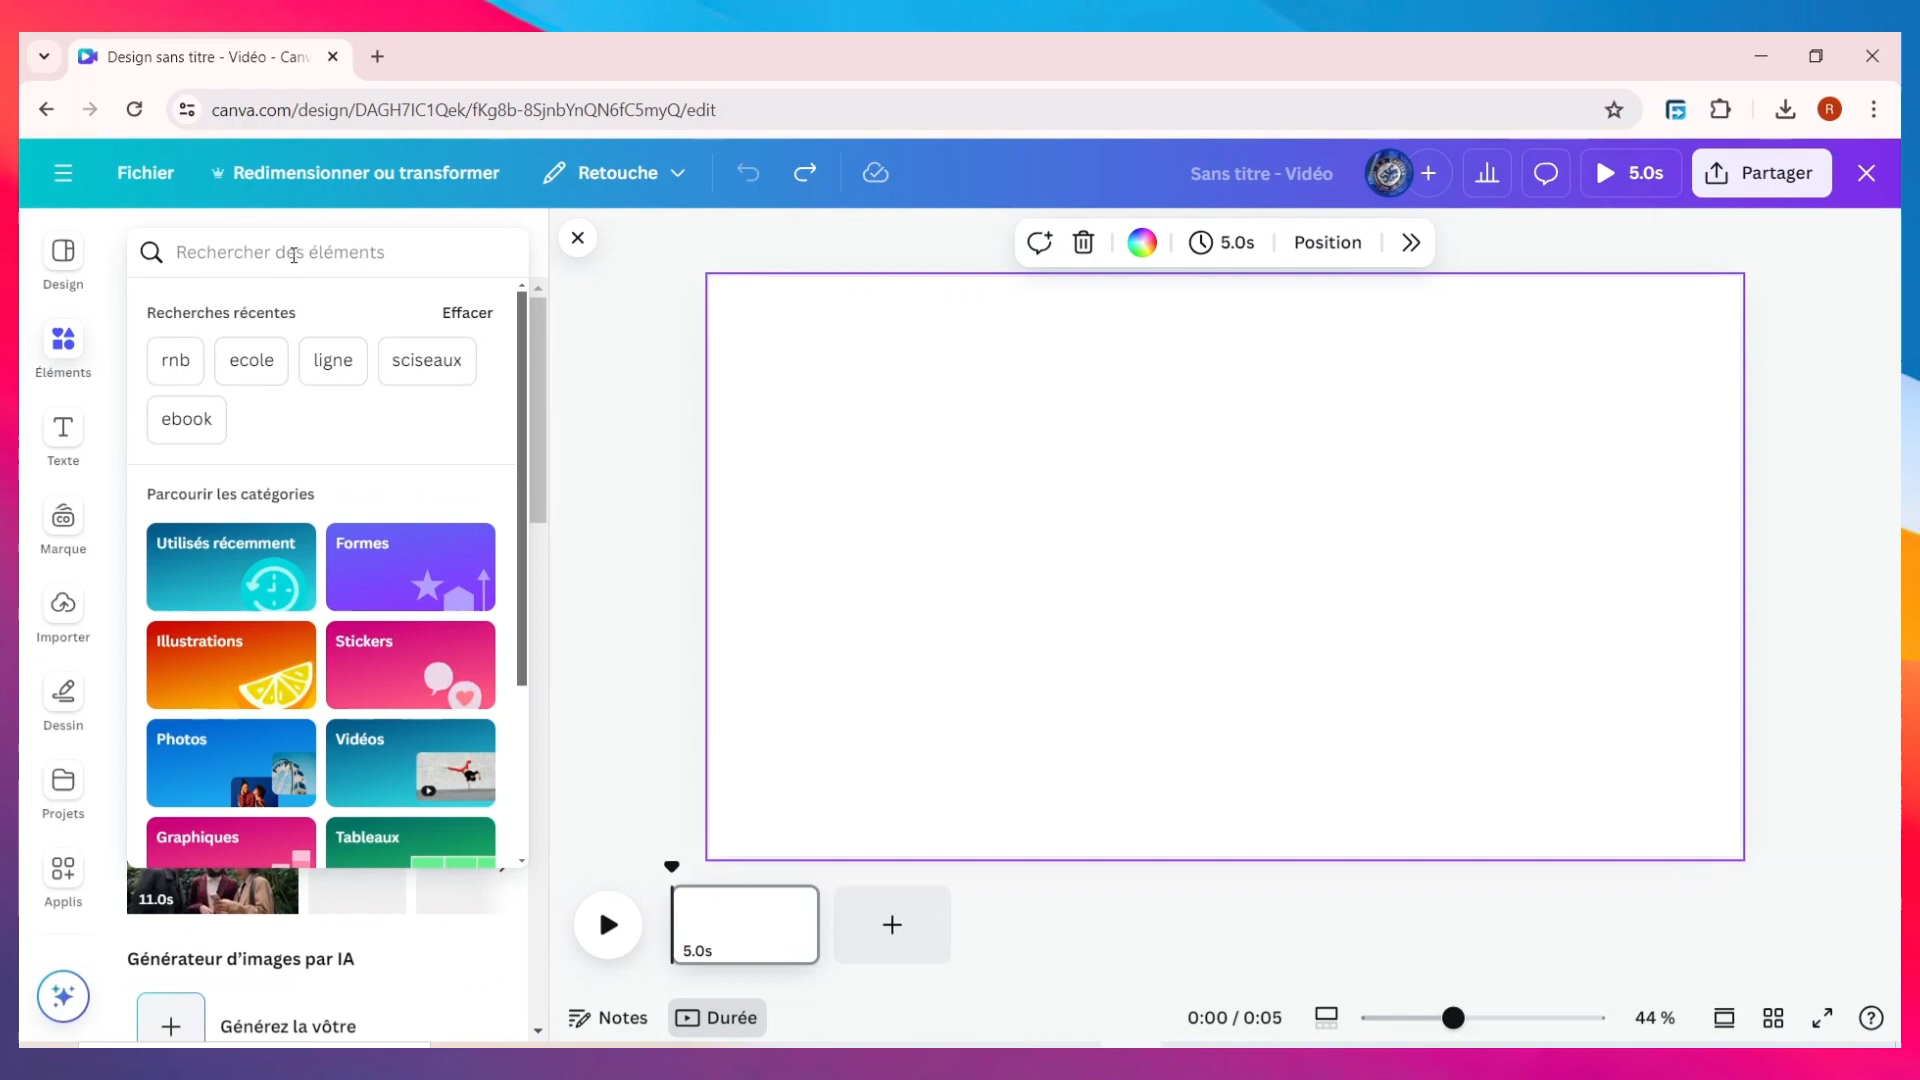 Design sans titre - Vidéo - Canv
canva.com/design/DAGH7IC1Qek/fKg8b-8SjnbYnQN6fC5myQ/edit
R
Fichier
Redimensionner ou transformer
Retouche
Sans titre - Vidéo
5.0s
Partager
Design
Éléments
Texte
Marque
Importer
Dessin
Projets
Applis
Rechercher des éléments
Recherches récentes
Effacer
rnb
ecole
ligne
sciseaux
ebook
Parcourir les catégories
Utilisés récemment
Formes
Illustrations
Stickers
Photos
Vidéos
Graphiques
Tableaux
11.0s
Générateur d’images par IA
Générez la vôtre
5.0s
Position
5.0s
Notes
Durée
0:00 / 0:05
44 %